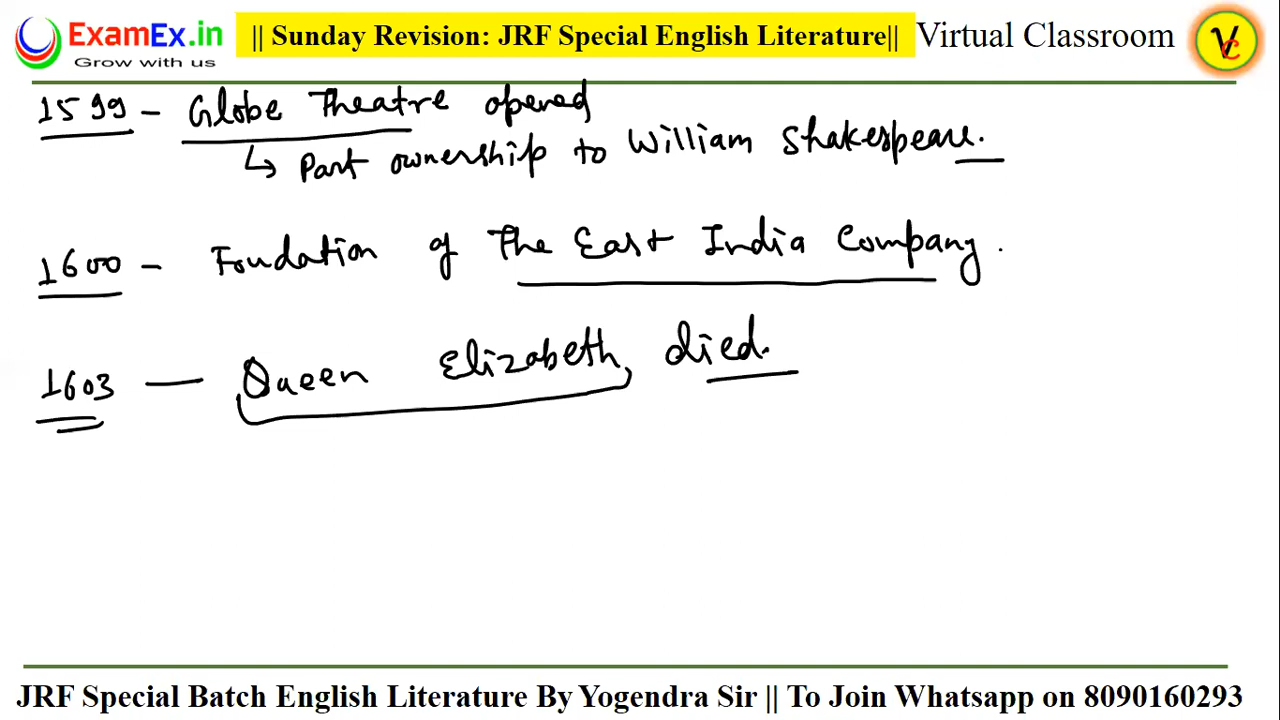 ExamEx.in
Grow with us
|| Sunday Revision: JRF Special English Literature||
Virtual Classroom
VC
1599 - Globe Theatre opened
↳ Part ownership to William Shakespeare.
1600 - Foudation of The East India Company.
1603 — Queen Elizabeth died.
JRF Special Batch English Literature By Yogendra Sir || To Join Whatsapp on 8090160293